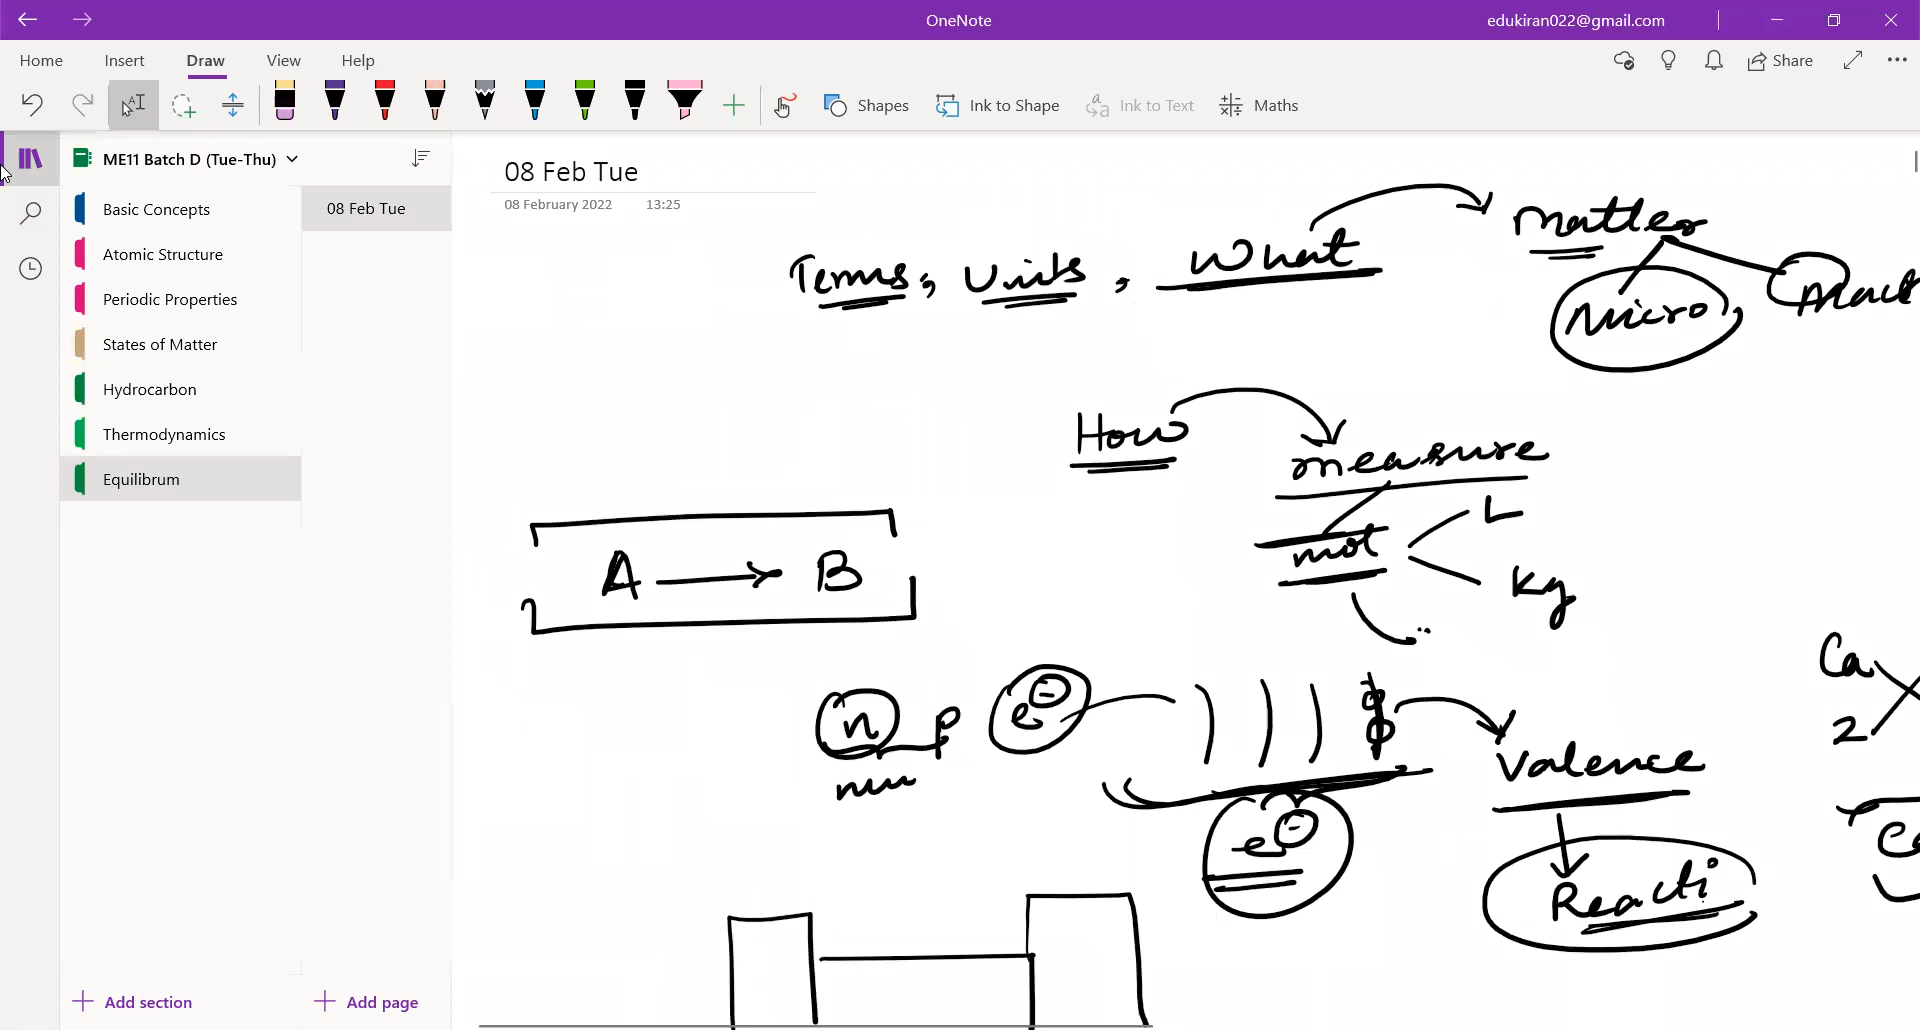 OneNote
edukiran022@gmail.com
Home Insert Draw View Help
Share
Shapes Ink to Shape Ink to Text Maths
ME11 Batch D (Tue-Thu)
Basic Concepts
Atomic Structure
Periodic Properties
States of Matter
Hydrocarbon
Thermodynamics
Equilibrum
08 Feb Tue
Add section
Add page
08 Feb Tue
08 February 2022 13:25
Terms, Units, What
Matter
Micro,
How
measure
mol
L
Kg
A → B
n p e⊖
Valence
e⊖
Reacti
Ca
2